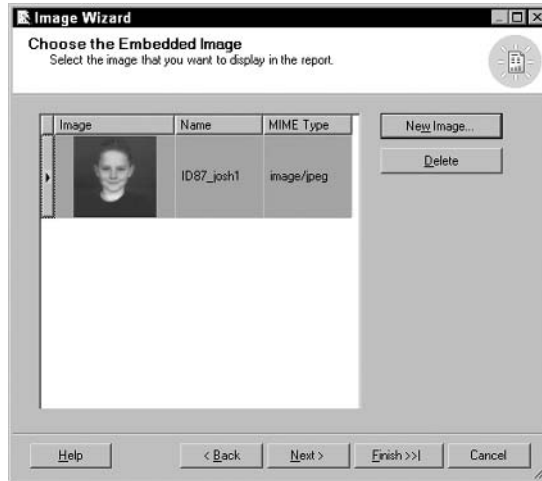 Image Wizard
Choose the Embedded Image
Select the image that you want to display in the report.
Image Name MIME Type
ID87_josh1 image/jpeg
New Image...
Delete
Help < Back Next > Finish >>| Cancel